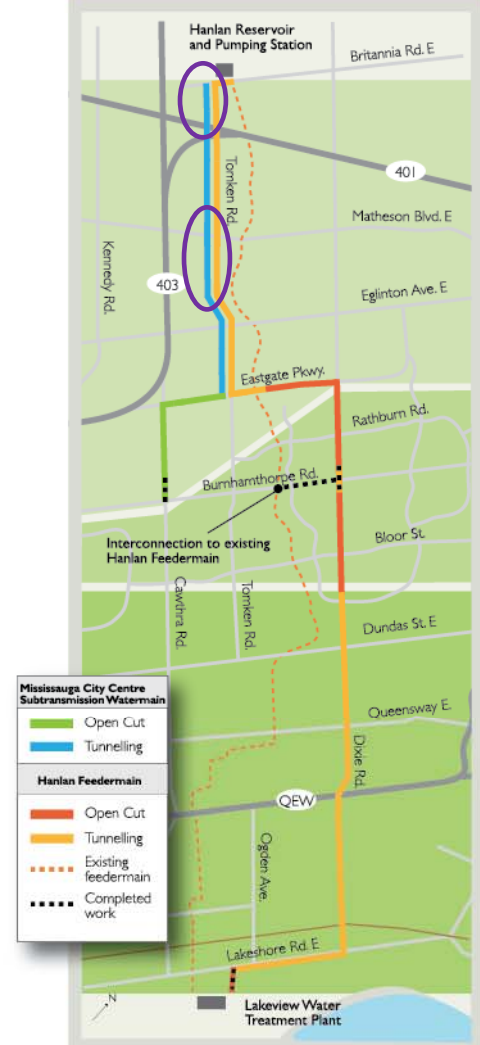 Hanlan Reservoir
and Pumping Station
Britannia Rd. E
401
Tomken Rd.
Matheson Blvd. E
Kennedy Rd.
403
Eglinton Ave. E
Eastgate Pkwy.
Rathburn Rd.
Burnhamthorpe Rd.
Interconnection to existing
Hanlan Feedermain
Bloor St.
Cawthra Rd.
Tomken Rd.
Dundas St. E
Mississauga City Centre
Subtransmission Watermain
Open Cut
Tunnelling
Hanlan Feedermain
Open Cut
Tunnelling
Existing
feedermain
Completed
work
Queensway E.
Dixie Rd.
QEW
Ogden Ave.
Lakeshore Rd. E
N
Lakeview Water
Treatment Plant